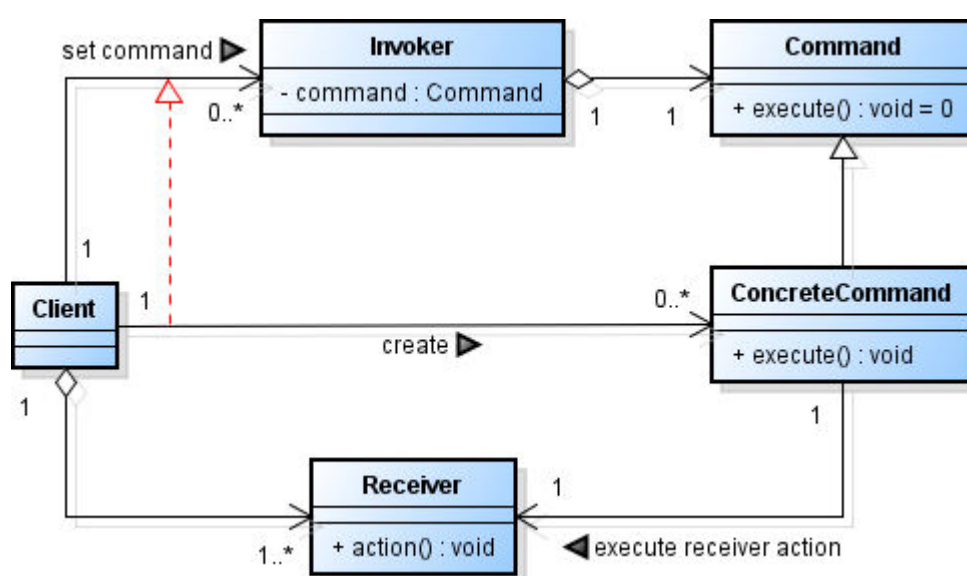 set command
Invoker
- command : Command
0..*
1
1
Command
+ execute() : void = 0
1
Client
1
0..*
create
ConcreteCommand
+ execute() : void
1
1
1
Receiver
+ action() : void
1..*
execute receiver action